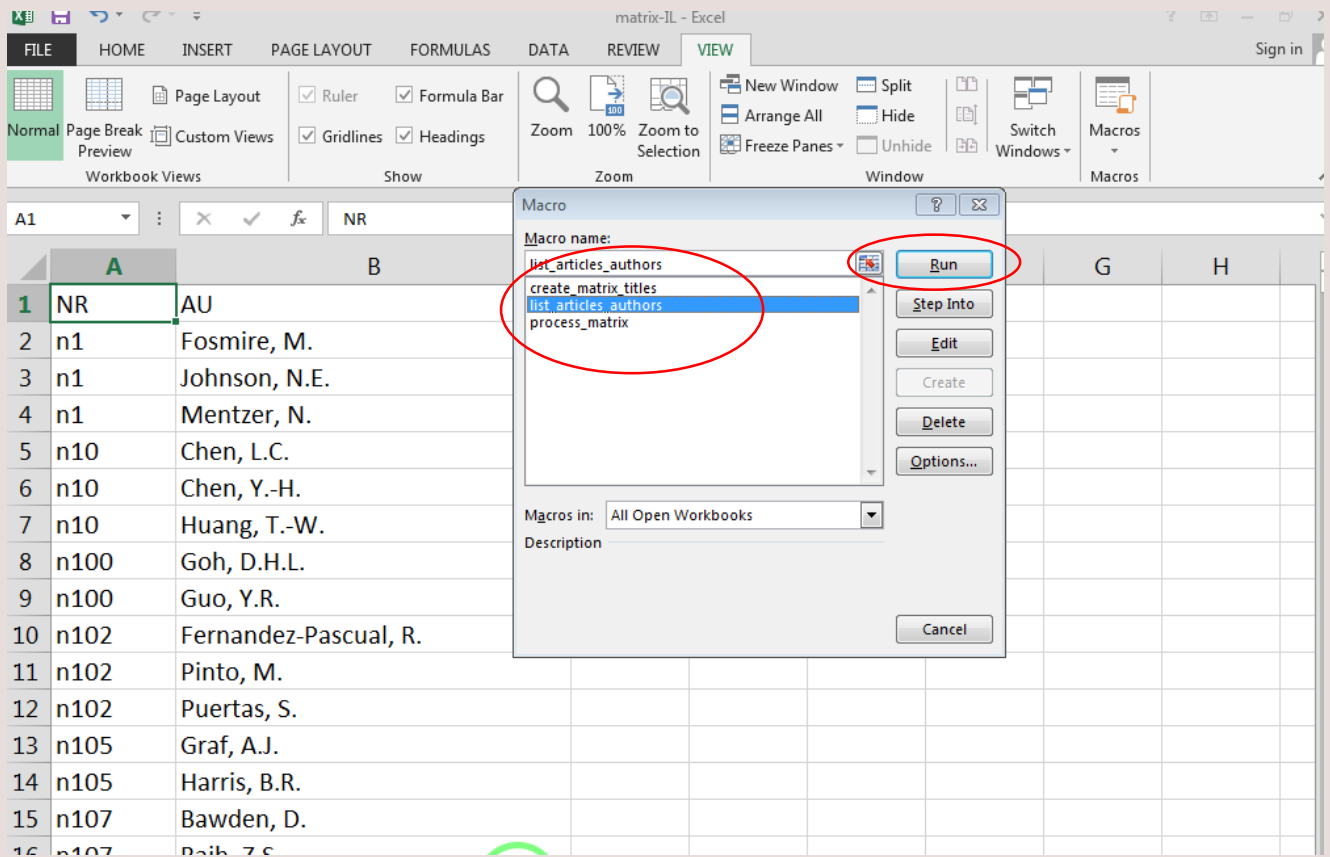 matrix-IL - Excel
FILE HOME INSERT PAGE LAYOUT FORMULAS DATA REVIEW VIEW Sign in
Normal
Page Break Preview
Page Layout
Custom Views
Workbook Views
Ruler
Formula Bar
Gridlines
Headings
Show
Zoom
100%
Zoom to Selection
Zoom
New Window
Arrange All
Freeze Panes
Split
Hide
Unhide
Switch Windows
Window
Macros
Macros
A1 fx NR
A B G H
1 NR AU
2 n1 Fosmire, M.
3 n1 Johnson, N.E.
4 n1 Mentzer, N.
5 n10 Chen, L.C.
6 n10 Chen, Y.-H.
7 n10 Huang, T.-W.
8 n100 Goh, D.H.L.
9 n100 Guo, Y.R.
10 n102 Fernandez-Pascual, R.
11 n102 Pinto, M.
12 n102 Puertas, S.
13 n105 Graf, A.J.
14 n105 Harris, B.R.
15 n107 Bawden, D.
16 n107
Macro
Macro name:
list_articles_authors
create_matrix_titles
list_articles_authors
process_matrix
Run
Step Into
Edit
Create
Delete
Options...
Macros in: All Open Workbooks
Description
Cancel